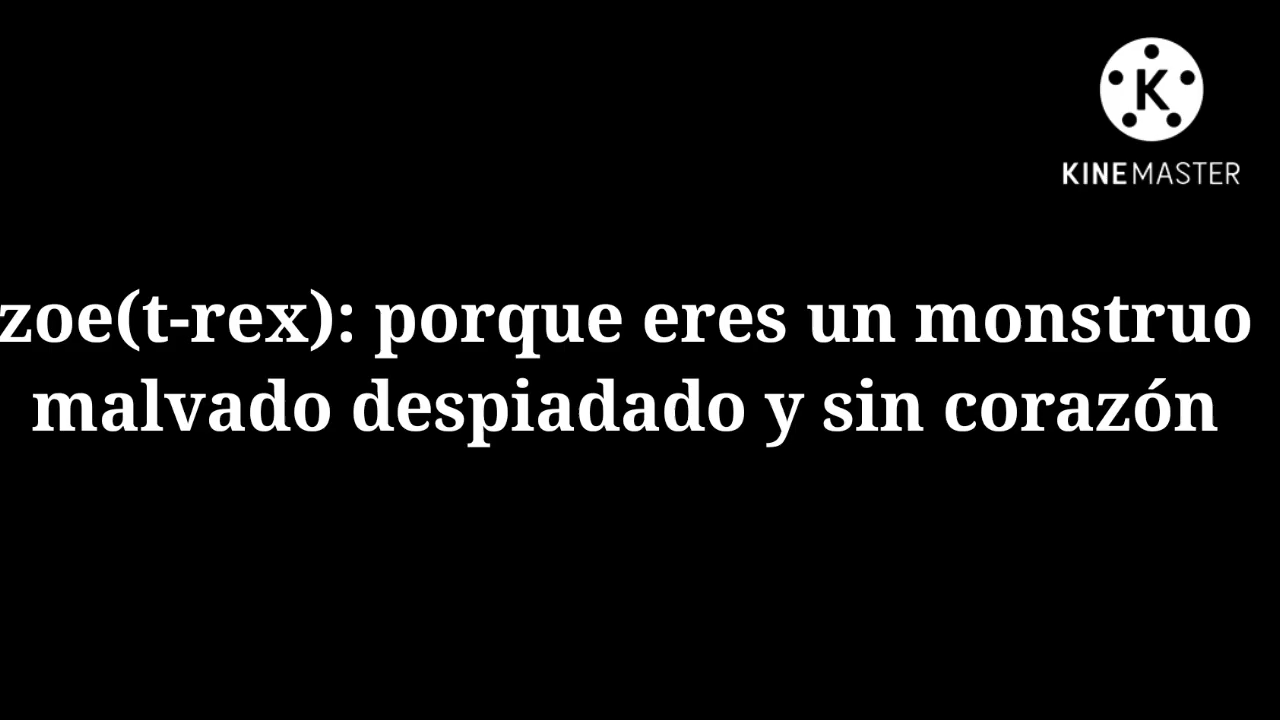 K
KINEMASTER
zoe(t-rex): porque eres un monstruo
malvado despiadado y sin corazón